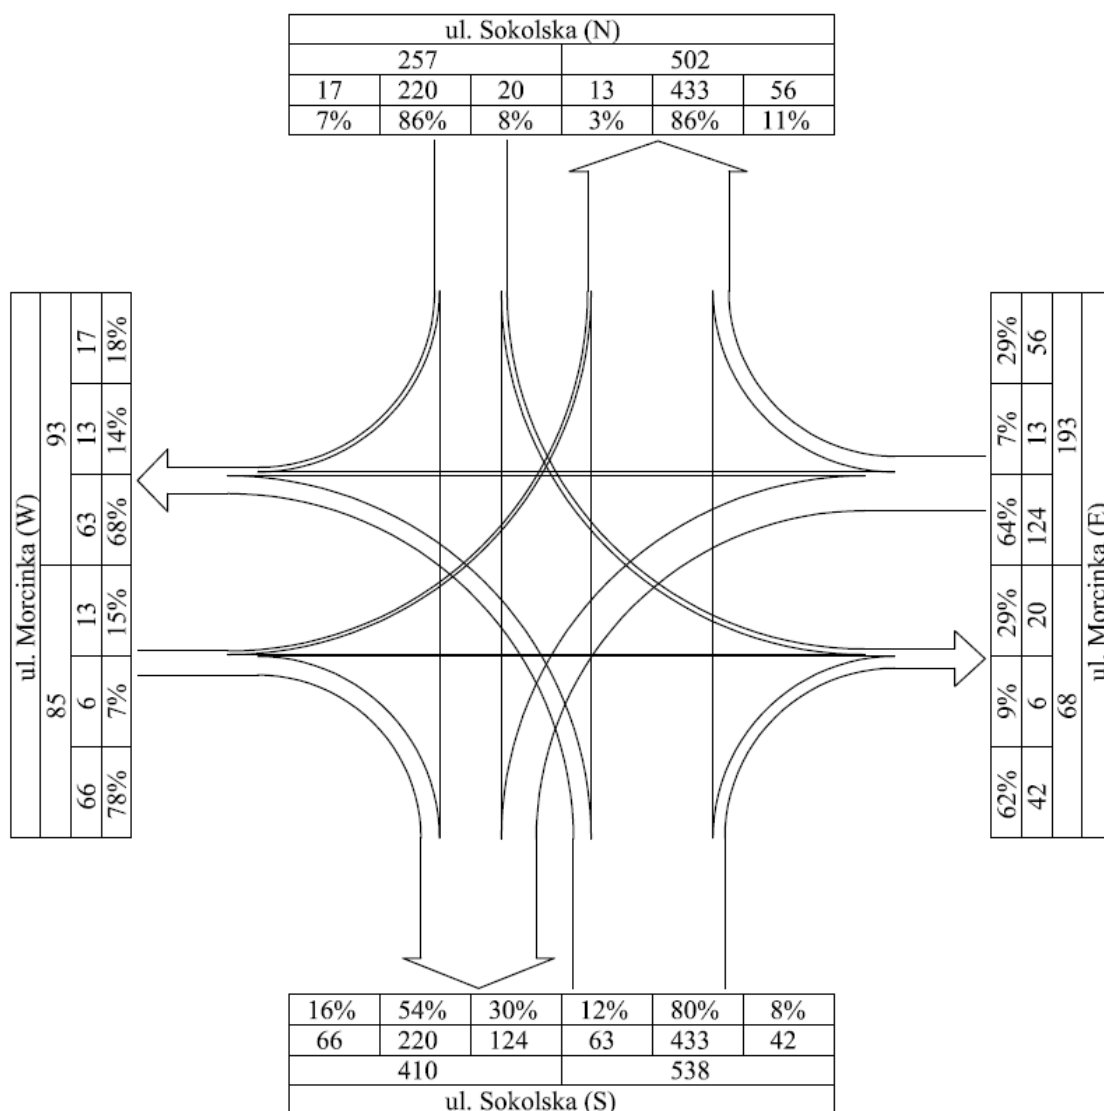 ul. Sokolska (N)
257 502
17 220 20 13 433 56
7% 86% 8% 3% 86% 11%
ul. Morcinka (W)
93 85
17 13 63 13 6 66
18% 14% 68% 15% 7% 78%
29% 7% 64% 29% 9% 62%
56 13 124 20 6 42
193 68
ul. Morcinka (E)
16% 54% 30% 12% 80% 8%
66 220 124 63 433 42
410 538
ul. Sokolska (S)